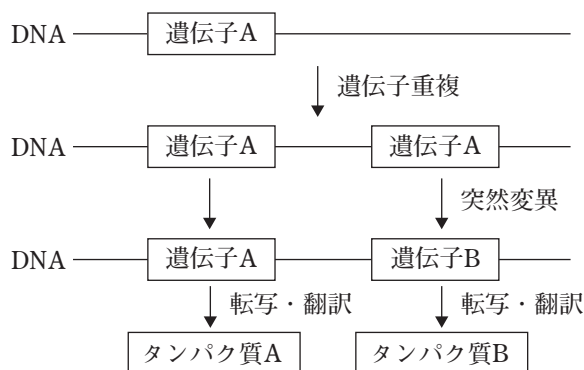 DNA 遺伝子A
遺伝子重複
DNA 遺伝子A 遺伝子A
突然変異
DNA 遺伝子A 遺伝子B
転写・翻訳 転写・翻訳
タンパク質A タンパク質B